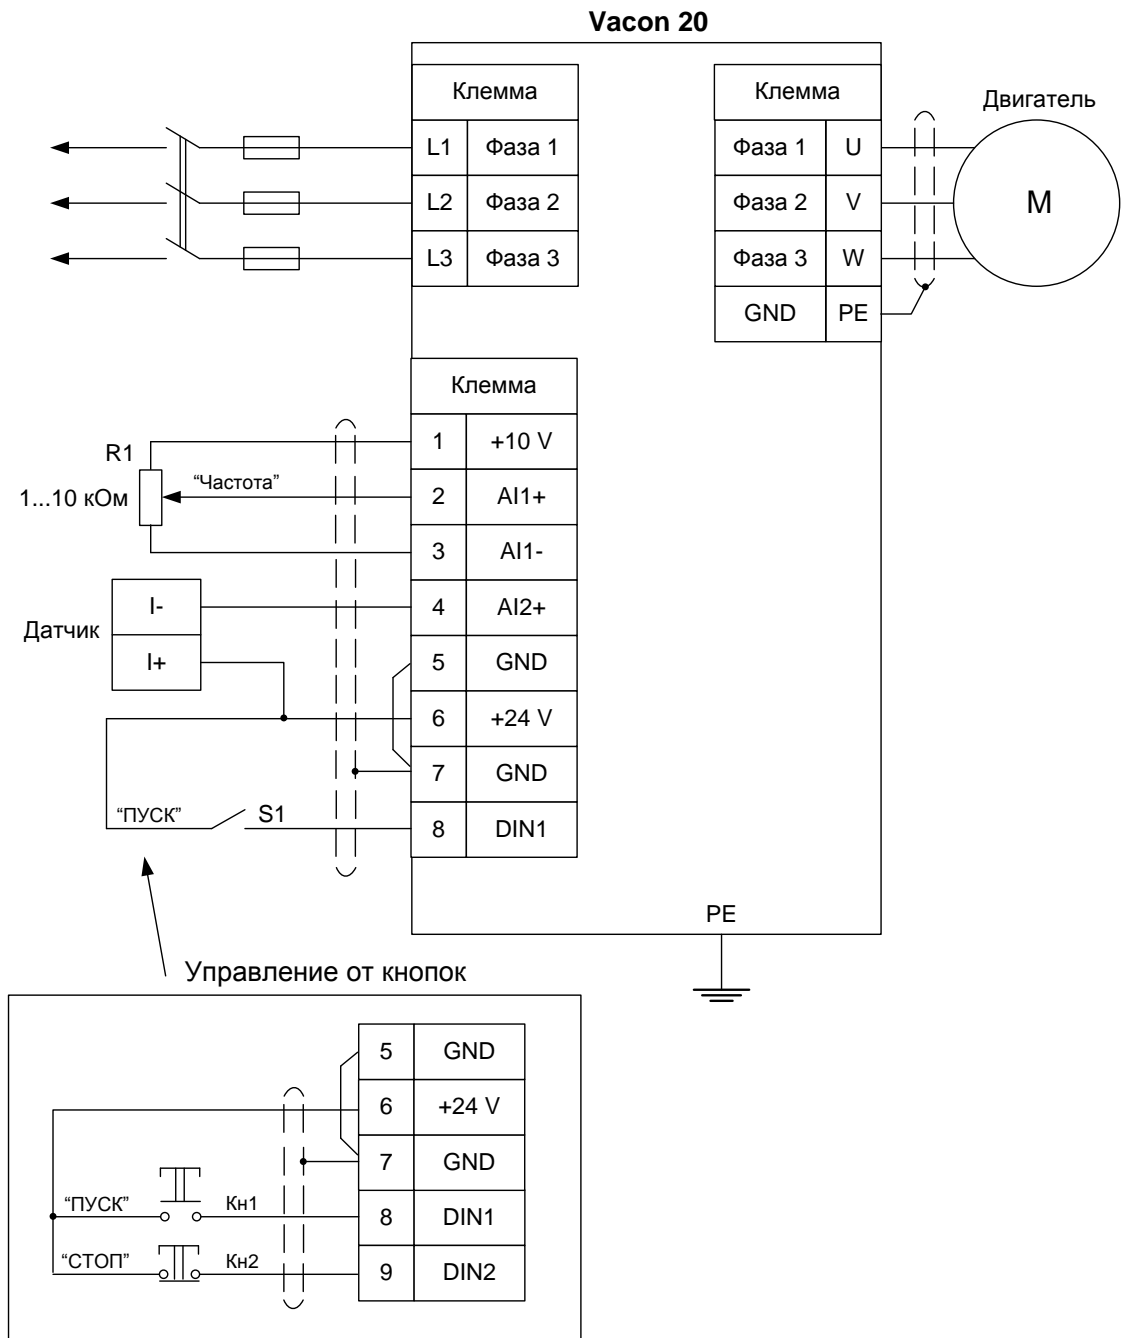 Vacon 20
Клемма
L1 Фаза 1
L2 Фаза 2
L3 Фаза 3
Клемма
Фаза 1 U
Фаза 2 V
Фаза 3 W
GND PE
Двигатель
M
Клемма
1 +10 V
2 AI1+
3 AI1-
4 AI2+
5 GND
6 +24 V
7 GND
8 DIN1
R1
1...10 кОм
“Частота”
Датчик
I-
I+
“ПУСК” S1
PE
Управление от кнопок
5 GND
6 +24 V
7 GND
8 DIN1
9 DIN2
“ПУСК” Кн1
“СТОП” Кн2